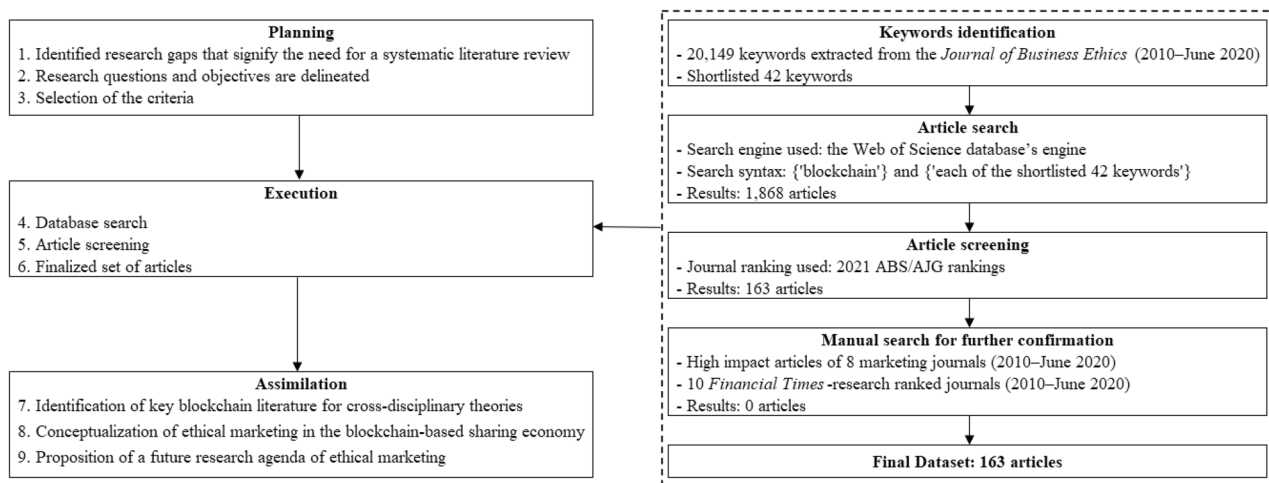 Planning
1. Identified research gaps that signify the need for a systematic literature review
2. Research questions and objectives are delineated
3. Selection of the criteria
Execution
4. Database search
5. Article screening
6. Finalized set of articles
Assimilation
7. Identification of key blockchain literature for cross-disciplinary theories
8. Conceptualization of ethical marketing in the blockchain-based sharing economy
9. Proposition of a future research agenda of ethical marketing
Keywords identification
- 20,149 keywords extracted from the Journal of Business Ethics (2010–June 2020)
- Shortlisted 42 keywords
Article search
- Search engine used: the Web of Science database’s engine
- Search syntax: {'blockchain'} and {'each of the shortlisted 42 keywords'}
- Results: 1,868 articles
Article screening
- Journal ranking used: 2021 ABS/AJG rankings
- Results: 163 articles
Manual search for further confirmation
- High impact articles of 8 marketing journals (2010–June 2020)
- 10 Financial Times-research ranked journals (2010–June 2020)
- Results: 0 articles
Final Dataset: 163 articles